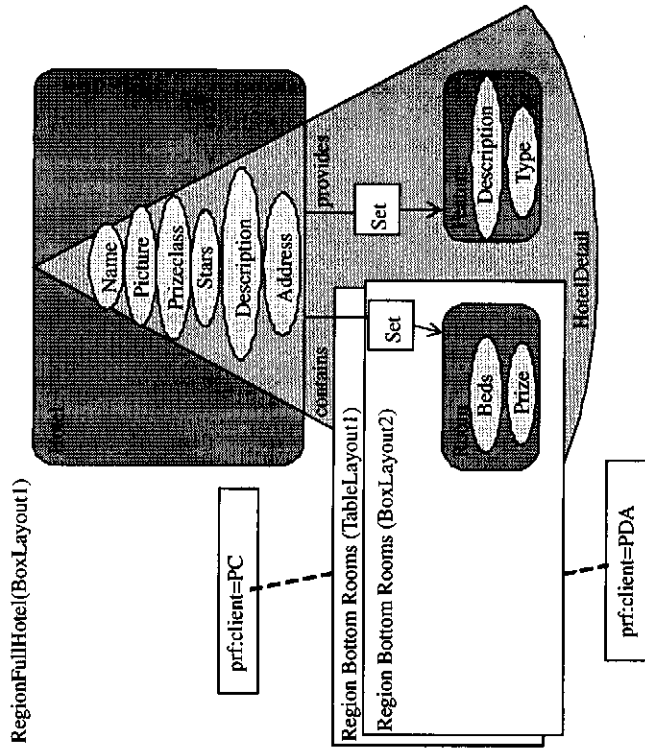 RegionFullHotel(BoxLayout1)
Name
Picture
Prizeclass
Stars
Description
Address
contains
provides
prf:client=PC
Region Bottom Rooms (TableLayout1)
Region Bottom Rooms (BoxLayout2)
Set
Set
Beds
Prize
Feature
Description
Type
HotelDetail
prf:client=PDA